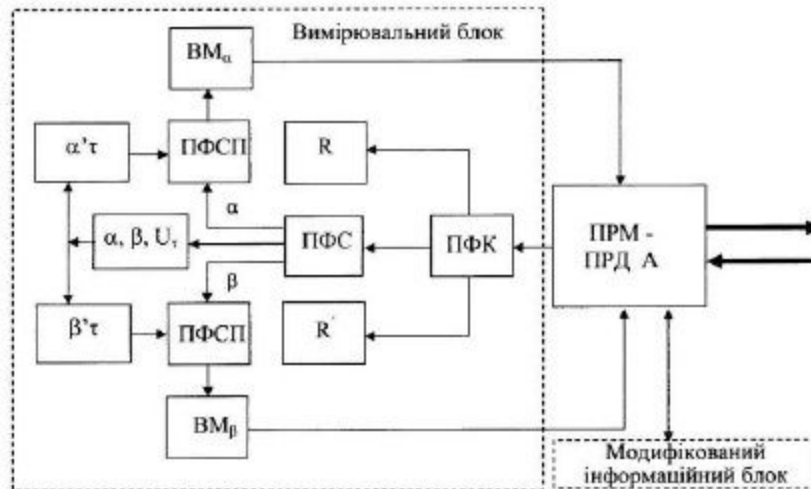 Вимірювальний блок
ВМα
α'τ
ПФСП
R
α
α, β, Uτ
ПФС
ПФК
ПРМ -
ПРД А
β
β'τ
ПФСП
R'
ВМβ
Модифікований
інформаційний блок